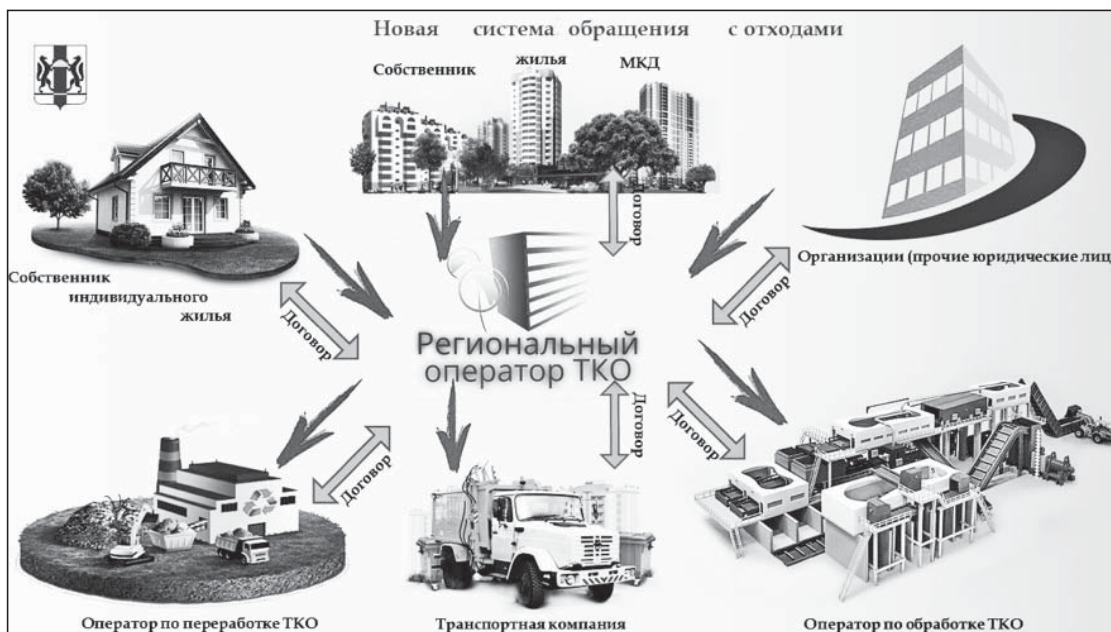 Новая система обращения с отходами
Собственник жилья МКД
Договор
Собственник
индивидуального
жилья
Договор
Организации (прочие юридические лиц
Договор
Региональный
оператор ТКО
Договор
Договор
Договор
Оператор по переработке ТКО
Транспортная компания
Оператор по обработке ТКО